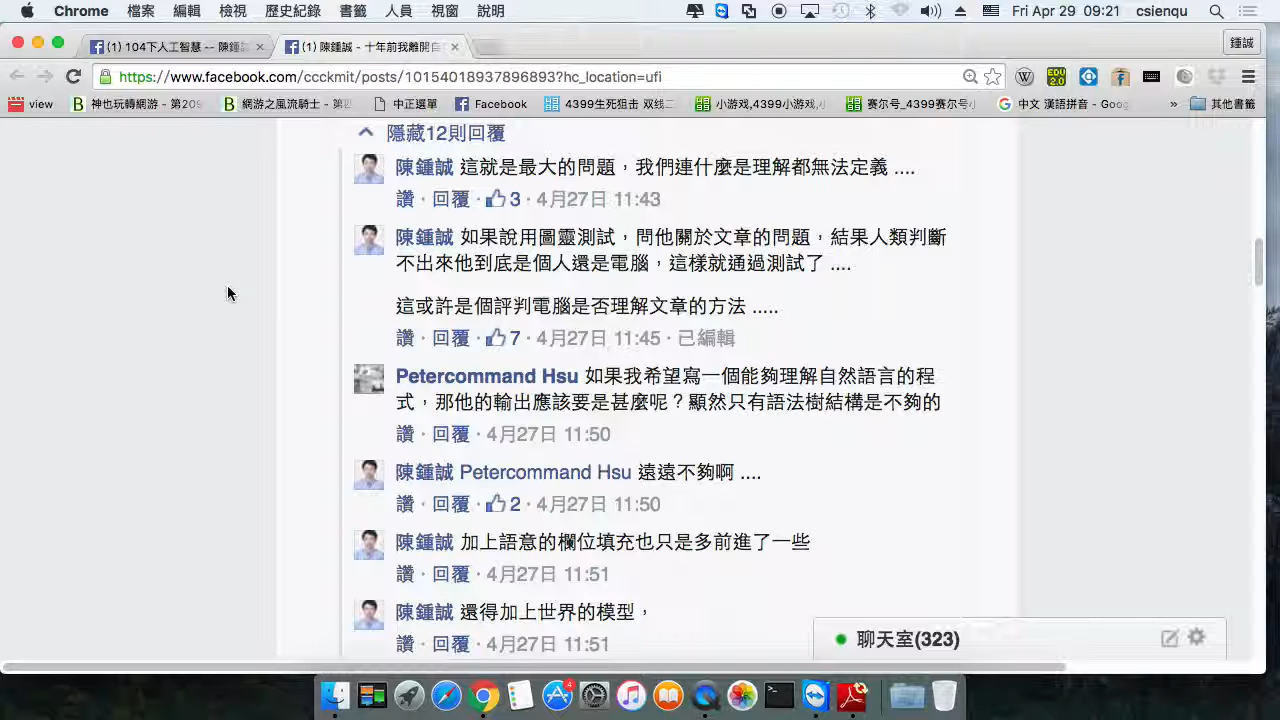 Chrome 檔案 編輯 檢視 歷史紀錄 書籤 人員 視窗 說明 Fri Apr 29 09:21 csienqu
(1) 104下人工智慧 -- 陳鍾誠 × (1) 陳鍾誠 - 十年前我離開自 × 鍾誠
https://www.facebook.com/ccckmit/posts/10154018937896893?hc_location=ufi
view 神也玩轉網游 - 第20 網游之風流騎士 - 第四 中正選單 Facebook 4399生死狙击 双线二 小游戏,4399小游戏,小 赛尔号_4399赛尔号小 中文 漢語拼音 - Goog » 其他書籤
隱藏12則回覆
陳鍾誠 這就是最大的問題，我們連什麼是理解都無法定義 ....
讚 · 回覆 · 3 · 4月27日 11:43
陳鍾誠 如果說用圖靈測試，問他關於文章的問題，結果人類判斷
不出來他到底是個人還是電腦，這樣就通過測試了 ....
這或許是個評判電腦是否理解文章的方法 .....
讚 · 回覆 · 7 · 4月27日 11:45 · 已編輯
Petercommand Hsu 如果我希望寫一個能夠理解自然語言的程
式，那他的輸出應該要是甚麼呢？顯然只有語法樹結構是不夠的
讚 · 回覆 · 4月27日 11:50
陳鍾誠 Petercommand Hsu 遠遠不夠啊 ....
讚 · 回覆 · 2 · 4月27日 11:50
陳鍾誠 加上語意的欄位填充也只是多前進了一些
讚 · 回覆 · 4月27日 11:51
陳鍾誠 還得加上世界的模型，
讚 · 回覆 · 4月27日 11:51
聊天室(323)